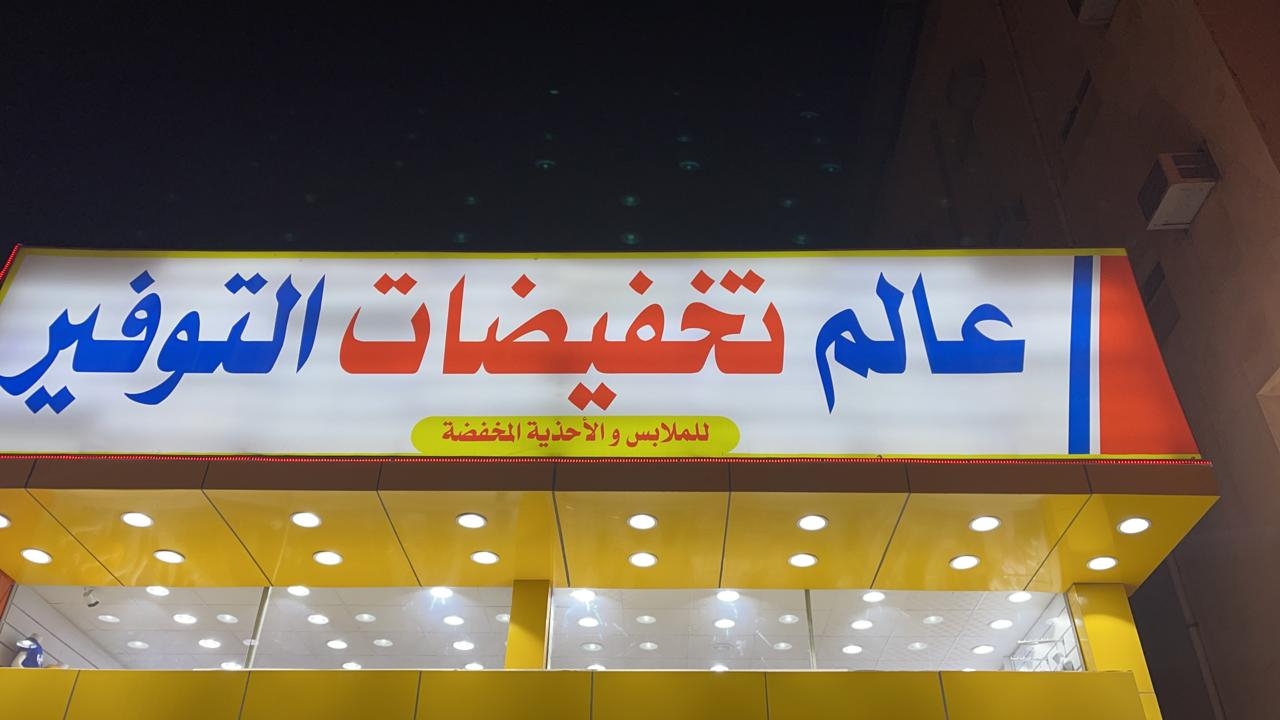 عالم تخفيضات التوفير
للملابس و الأحذية المخفضة